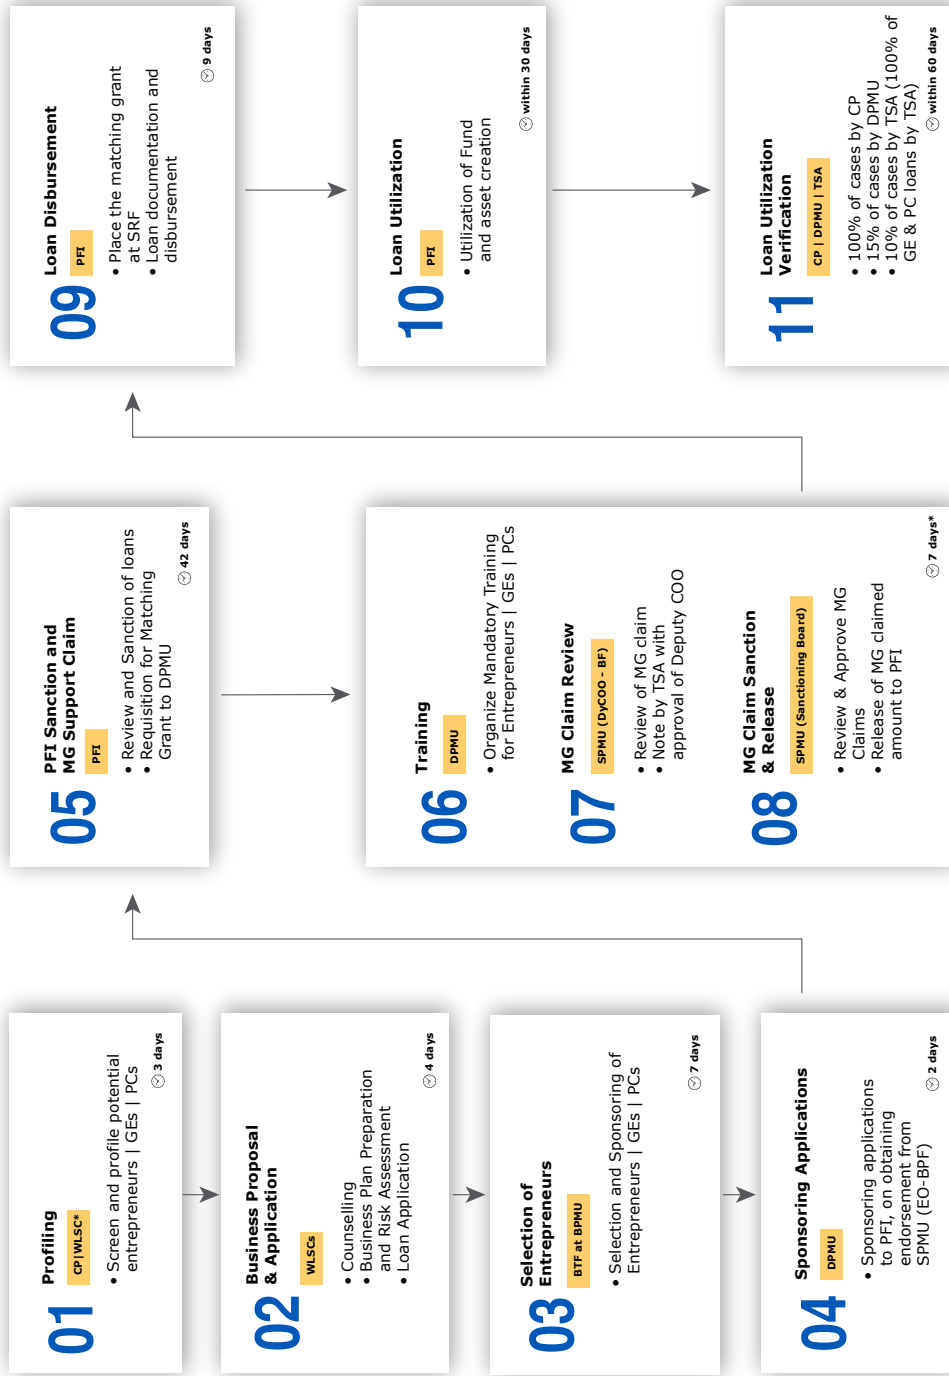 01
Profiling
CP|WLSC*
• Screen and profile potential
entrepreneurs | GEs | PCs
3 days
02
Business Proposal
& Application
WLSCs
• Counselling
• Business Plan Preparation
and Risk Assessment
• Loan Application
4 days
03
Selection of
Entrepreneurs
BTF at BPMU
• Selection and Sponsoring of
Entrepreneurs | GEs | PCs
7 days
04
Sponsoring Applications
DPMU
• Sponsoring applications
to PFI, on obtaining
endorsement from
SPMU (EO-BPF)
2 days
05
PFI Sanction and
MG Support Claim
PFI
• Review and Sanction of loans
• Requisition for Matching
Grant to DPMU
42 days
06
Training
DPMU
• Organize Mandatory Training
for Entrepreneurs | GEs | PCs
07
MG Claim Review
SPMU (DyCOO - BF)
• Review of MG claim
• Note by TSA with
approval of Deputy COO
08
MG Claim Sanction
& Release
SPMU (Sanctioning Board)
• Review & Approve MG
Claims
• Release of MG claimed
amount to PFI
7 days*
09
Loan Disbursement
PFI
• Place the matching grant
at SRF
• Loan documentation and
disbursement
9 days
10
Loan Utilization
PFI
• Utilization of Fund
and asset creation
within 30 days
11
Loan Utilization
Verification
CP | DPMU | TSA
• 100% of cases by CP
• 15% of cases by DPMU
• 10% of cases by TSA (100% of
GE & PC loans by TSA)
within 60 days